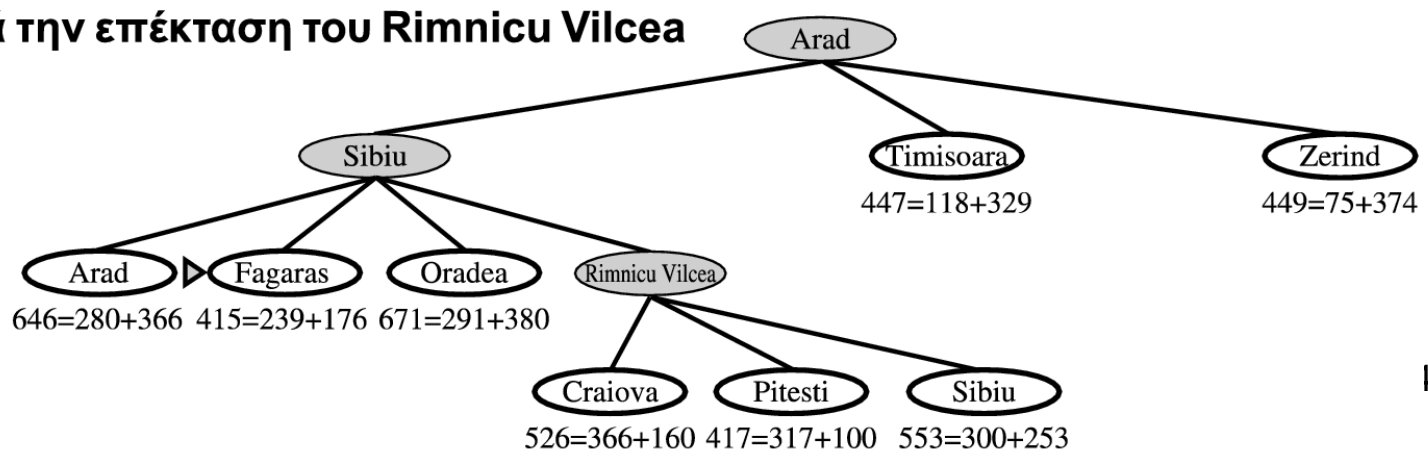 την επέκταση του Rimnicu Vilcea
Arad
Sibiu
Timisoara
Zerind
447=118+329
449=75+374
Arad
Fagaras
Oradea
Rimnicu Vilcea
646=280+366
415=239+176
671=291+380
Craiova
Pitesti
Sibiu
526=366+160
417=317+100
553=300+253